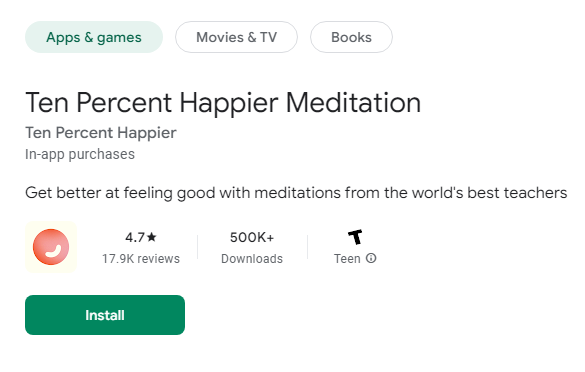 Apps & games Movies & TV Books
Ten Percent Happier Meditation
Ten Percent Happier
In-app purchases
Get better at feeling good with meditations from the world's best teachers
4.7★ 500K+ T
17.9K reviews Downloads Teen
Install